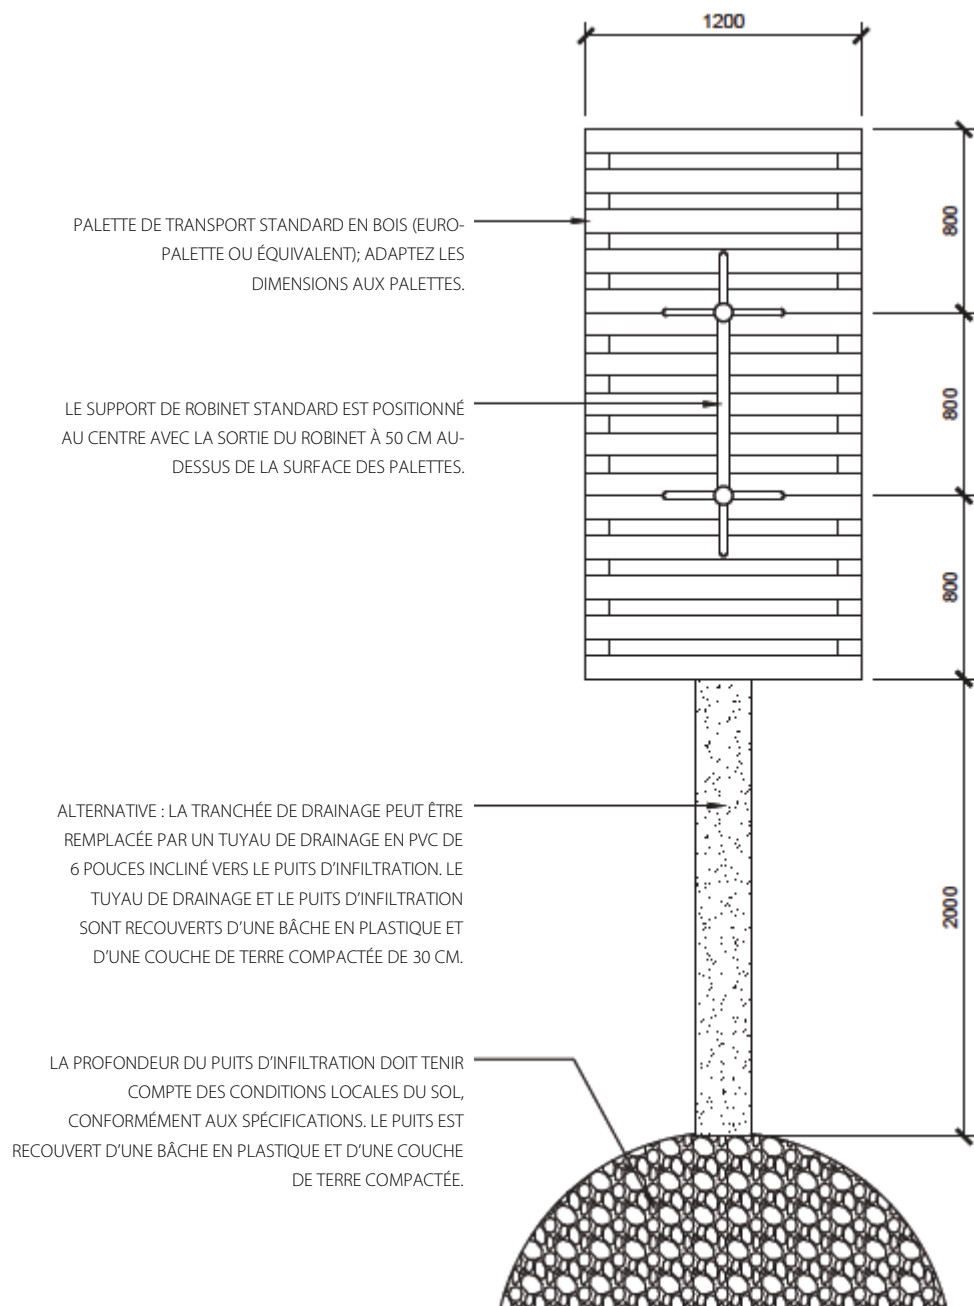 1200
800
PALETTE DE TRANSPORT STANDARD EN BOIS (EURO-
PALETTE OU ÉQUIVALENT); ADAPTEZ LES
DIMENSIONS AUX PALETTES.
800
LE SUPPORT DE ROBINET STANDARD EST POSITIONNÉ
AU CENTRE AVEC LA SORTIE DU ROBINET À 50 CM AU-
DESSUS DE LA SURFACE DES PALETTES.
800
ALTERNATIVE : LA TRANCHÉE DE DRAINAGE PEUT ÊTRE
REMPLACÉE PAR UN TUYAU DE DRAINAGE EN PVC DE
6 POUCES INCLINÉ VERS LE PUITS D'INFILTRATION. LE
TUYAU DE DRAINAGE ET LE PUITS D'INFILTRATION
SONT RECOUVERTS D'UNE BÂCHE EN PLASTIQUE ET
D'UNE COUCHE DE TERRE COMPACTÉE DE 30 CM.
2000
LA PROFONDEUR DU PUITS D'INFILTRATION DOIT TENIR
COMPTE DES CONDITIONS LOCALES DU SOL,
CONFORMÉMENT AUX SPÉCIFICATIONS. LE PUITS EST
RECOUVERT D'UNE BÂCHE EN PLASTIQUE ET D'UNE COUCHE
DE TERRE COMPACTÉE.